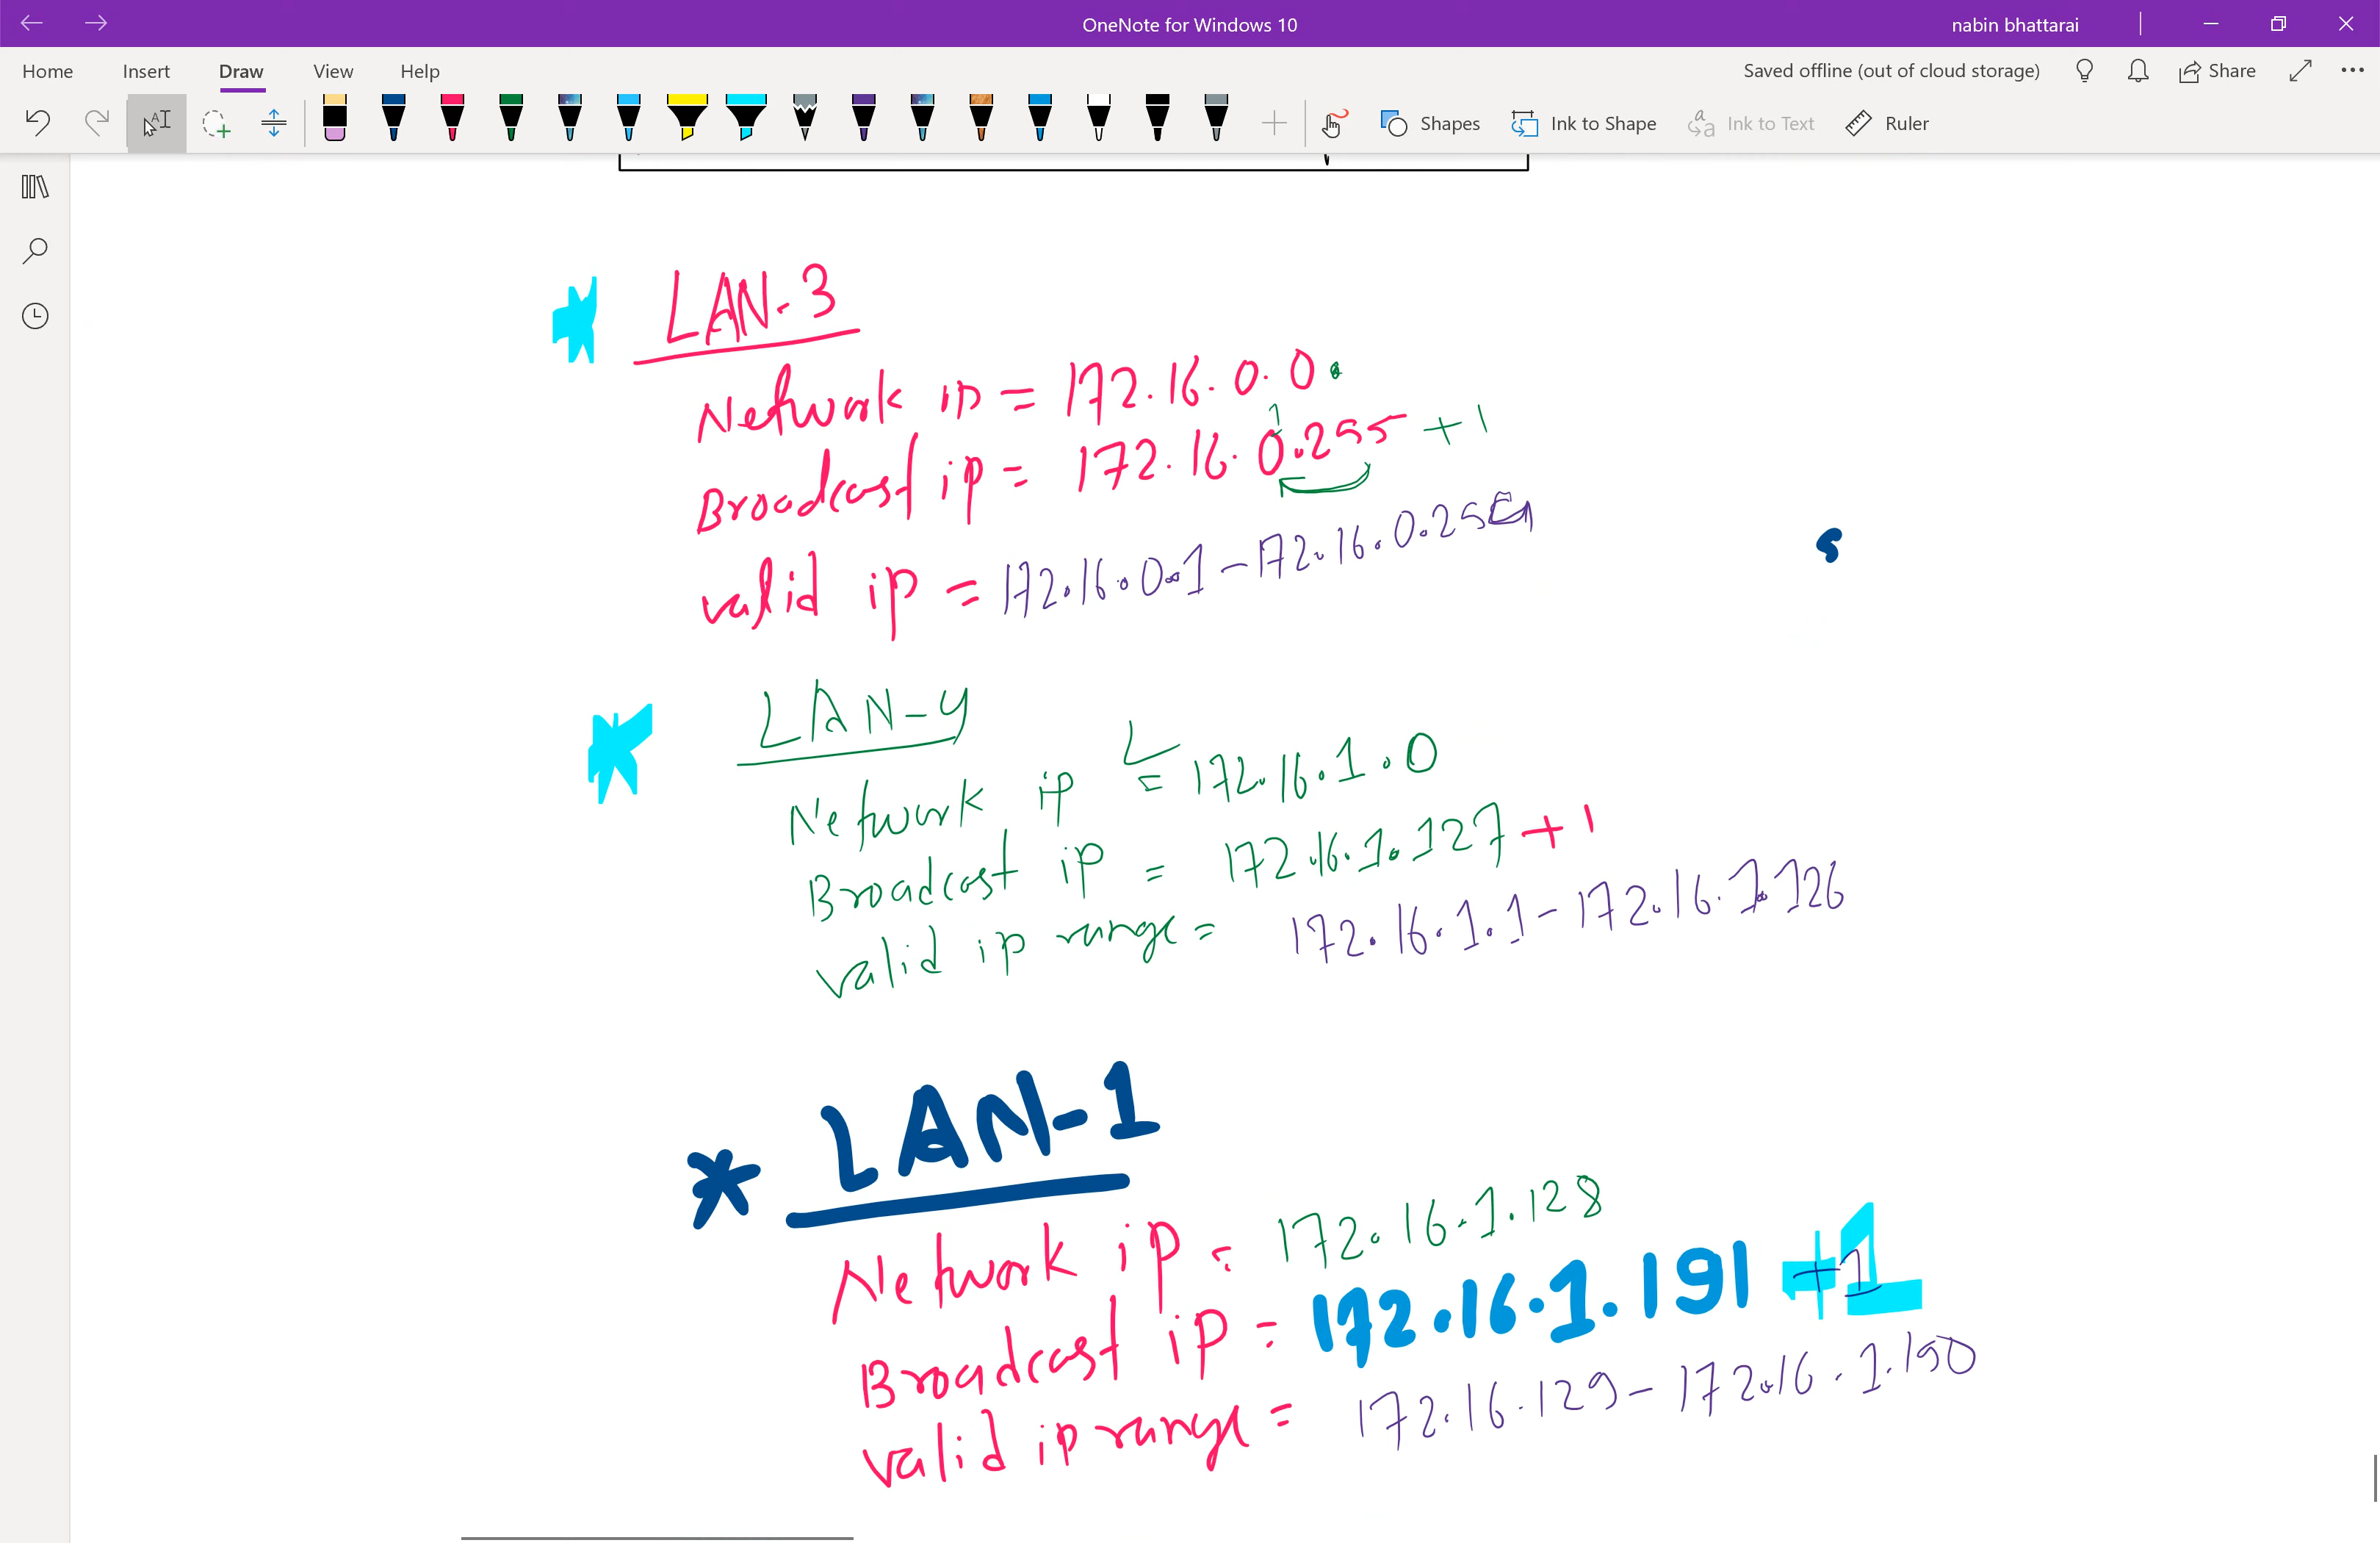 OneNote for Windows 10
nabin bhattarai
Home Insert Draw View Help
Saved offline (out of cloud storage)
Share
Shapes
Ink to Shape
Ink to Text
Ruler
LAN-3
Network ip = 172.16.0.0.
1
Broadcast ip = 172.16.0.255 +1
valid ip = 172.16.0.1 - 172.16.0.254
LAN-4
Network ip = 172.16.1.0
Broadcast ip = 172.16.1.127 +1
valid ip range = 172.16.1.1 - 172.16.1.126
* LAN-1
Network ip = 172.16.1.128
Broadcast ip = 172.16.1.191 +1
valid ip range = 172.16.129 - 172.16.1.190